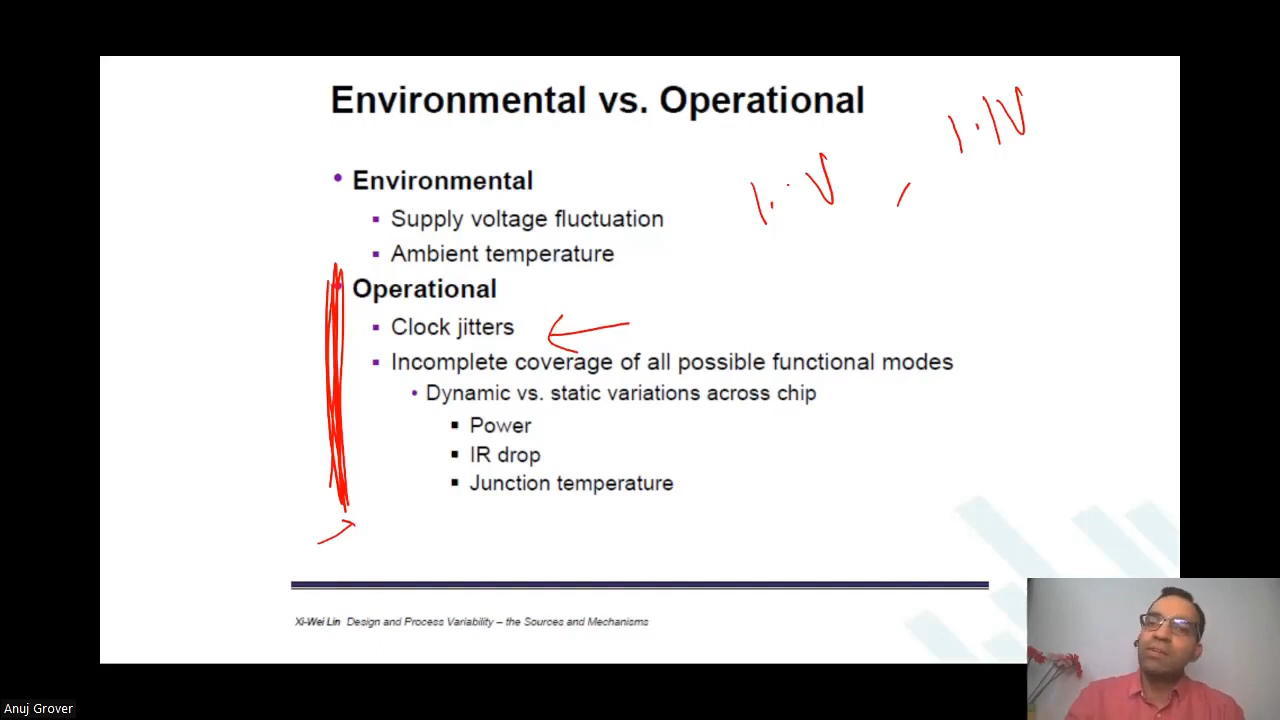 Environmental vs. Operational
1.1V
• Environmental
▪ Supply voltage fluctuation
▪ Ambient temperature
• Operational
▪ Clock jitters
▪ Incomplete coverage of all possible functional modes
• Dynamic vs. static variations across chip
▪ Power
▪ IR drop
▪ Junction temperature
Xi-Wei Lin Design and Process Variability – the Sources and Mechanisms
Anuj Grover